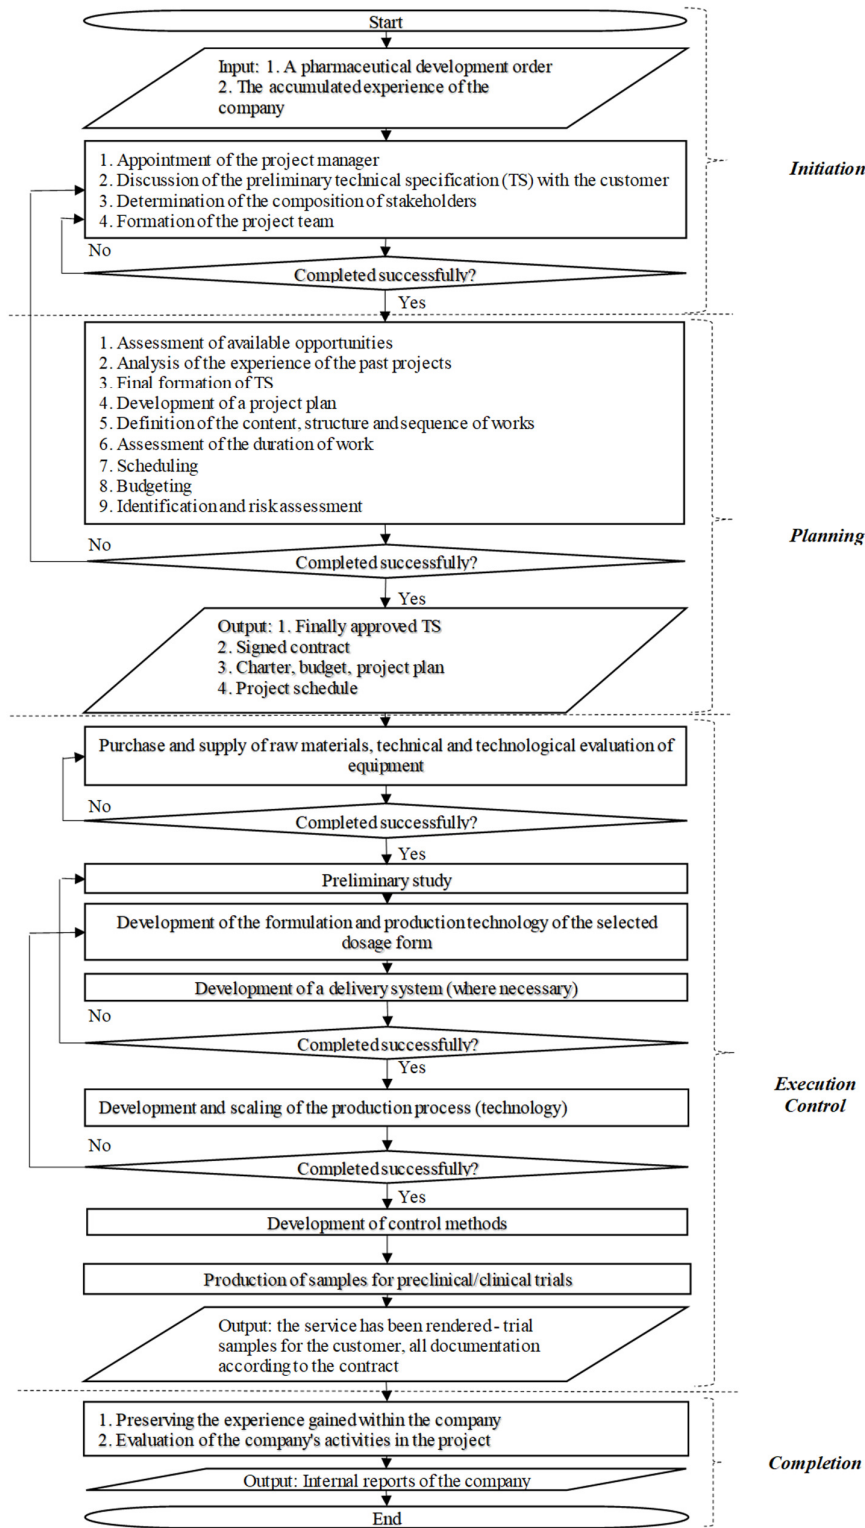 Start
Input: 1. A pharmaceutical development order
2. The accumulated experience of the
company
1. Appointment of the project manager
2. Discussion of the preliminary technical specification (TS) with the customer
3. Determination of the composition of stakeholders
4. Formation of the project team
Initiation
No
Completed successfully?
Yes
1. Assessment of available opportunities
2. Analysis of the experience of the past projects
3. Final formation of TS
4. Development of a project plan
5. Definition of the content, structure and sequence of works
6. Assessment of the duration of work
7. Scheduling
8. Budgeting
9. Identification and risk assessment
Planning
No
Completed successfully?
Yes
Output: 1. Finally approved TS
2. Signed contract
3. Charter, budget, project plan
4. Project schedule
Purchase and supply of raw materials, technical and technological evaluation of
equipment
No
Completed successfully?
Yes
Preliminary study
Development of the formulation and production technology of the selected
dosage form
Development of a delivery system (where necessary)
No
Completed successfully?
Yes
Execution
Control
Development and scaling of the production process (technology)
No
Completed successfully?
Yes
Development of control methods
Production of samples for preclinical/clinical trials
Output: the service has been rendered - trial
samples for the customer, all documentation
according to the contract
1. Preserving the experience gained within the company
2. Evaluation of the company's activities in the project
Completion
Output: Internal reports of the company
End